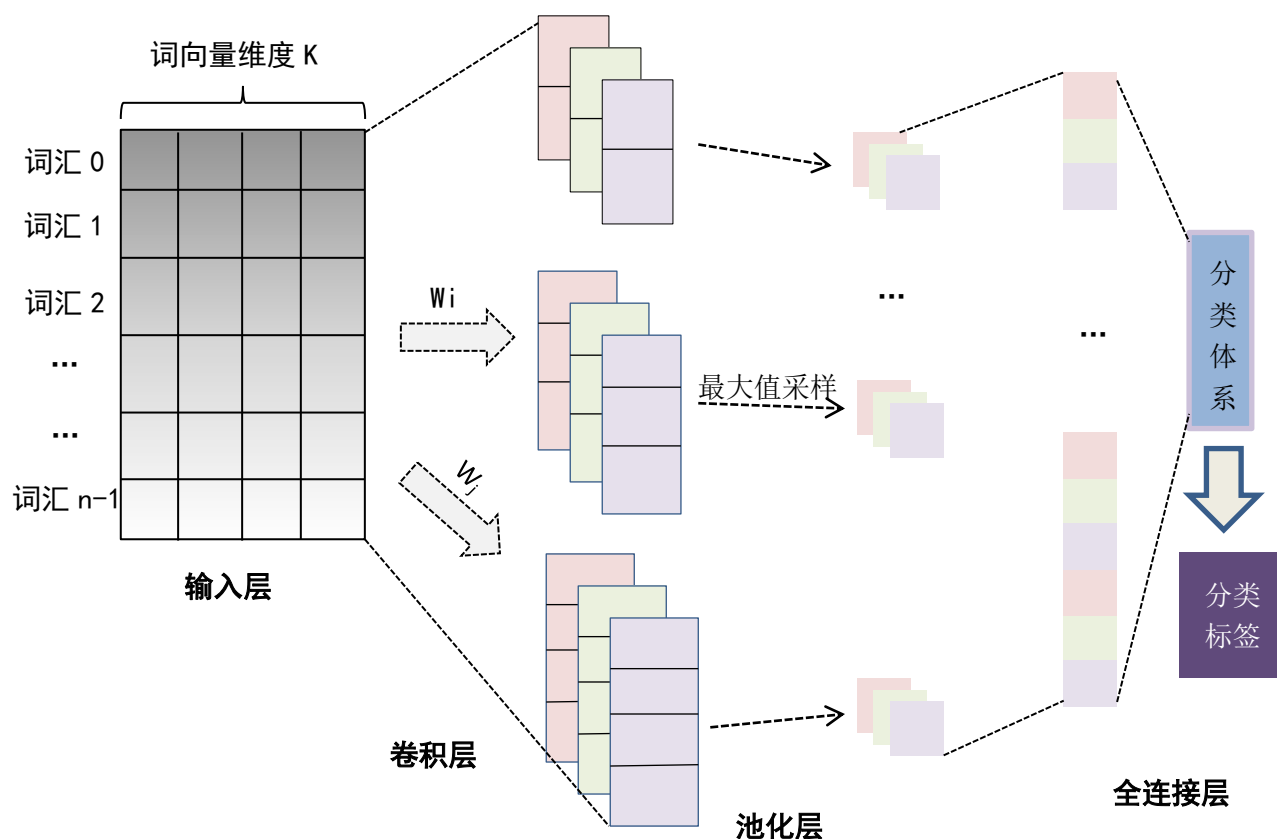 词向量维度 K
词汇 0
词汇 1
词汇 2
...
...
词汇 n-1
输入层
Wi
Wj
卷积层
最大值采样
池化层
...
...
分类体系
分类
标签
全连接层